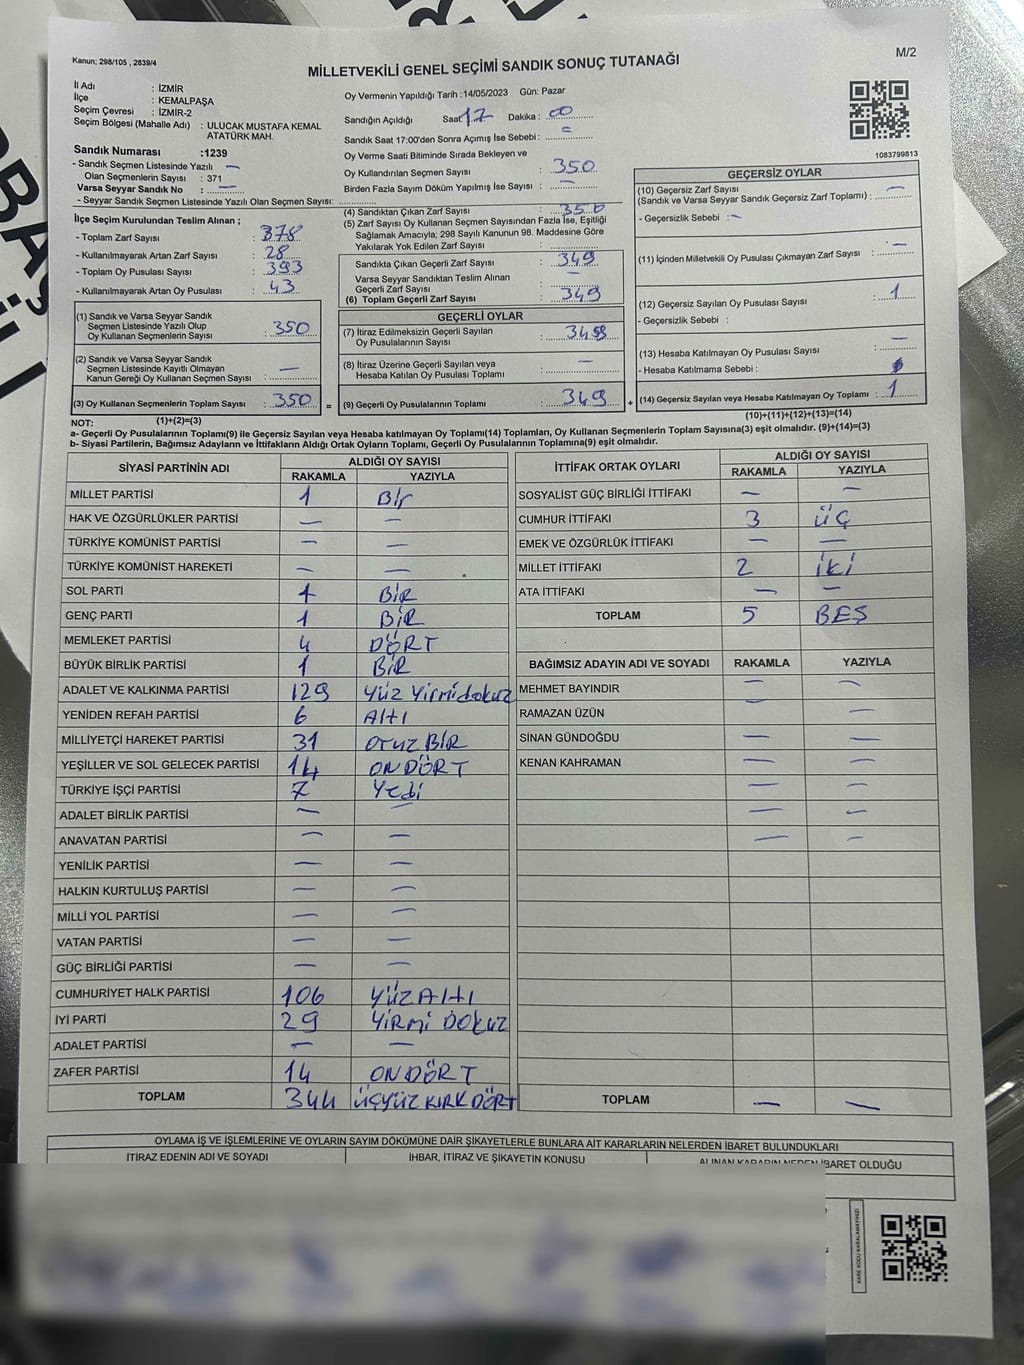 Kanun; 298/105 , 2839/4
MİLLETVEKİLİ GENEL SEÇİMİ SANDIK SONUÇ TUTANAĞI
M/2
İl Adı : İZMİR
İlçe : KEMALPAŞA
Seçim Çevresi : İZMİR-2
Seçim Bölgesi (Mahalle Adı) : ULUCAK MUSTAFA KEMAL
ATATÜRK MAH.
Sandık Numarası :1239
- Sandık Seçmen Listesinde Yazılı
Olan Seçmenlerin Sayısı : 371
Varsa Seyyar Sandık No : —
- Seyyar Sandık Seçmen Listesinde Yazılı Olan Seçmen Sayısı:
Oy Vermenin Yapıldığı Tarih :14/05/2023 Gün: Pazar
Sandığın Açıldığı Saat 17 Dakika : 00
Sandık Saat 17:00'den Sonra Açılmış İse Sebebi :
Oy Verme Saati Bitiminde Sırada Bekleyen ve
Oy Kullandırılan Seçmen Sayısı : 350
Birden Fazla Sayım Döküm Yapılmış İse Sayısı : —
1083799813
İlçe Seçim Kurulundan Teslim Alınan ;
- Toplam Zarf Sayısı : 378
- Kullanılmayarak Artan Zarf Sayısı : 28
- Toplam Oy Pusulası Sayısı : 393
- Kullanılmayarak Artan Oy Pusulası : 43
(4) Sandıktan Çıkan Zarf Sayısı : 350
(5) Zarf Sayısı Oy Kullanan Seçmen Sayısından Fazla İse, Eşitliği
Sağlamak Amacıyla; 298 Sayılı Kanunun 98. Maddesine Göre
Yakılarak Yok Edilen Zarf Sayısı :
Sandıkta Çıkan Geçerli Zarf Sayısı : 349
Varsa Seyyar Sandıktan Teslim Alınan
Geçerli Zarf Sayısı : —
(6) Toplam Geçerli Zarf Sayısı : 349
GEÇERSİZ OYLAR
(10) Geçersiz Zarf Sayısı
(Sandık ve Varsa Seyyar Sandık Geçersiz Zarf Toplamı) : —
- Geçersizlik Sebebi : —
(11) İçinden Milletvekili Oy Pusulası Çıkmayan Zarf Sayısı : —
(12) Geçersiz Sayılan Oy Pusulası Sayısı : 1
- Geçersizlik Sebebi :
(13) Hesaba Katılmayan Oy Pusulası Sayısı : —
- Hesaba Katılmama Sebebi :
(14) Geçersiz Sayılan veya Hesaba Katılmayan Oy Toplamı : 1
(10)+(11)+(12)+(13)=(14)
(1) Sandık ve Varsa Seyyar Sandık
Seçmen Listesinde Yazılı Olup
Oy Kullanan Seçmenlerin Sayısı : 350
(2) Sandık ve Varsa Seyyar Sandık
Seçmen Listesinde Kayıtlı Olmayan
Kanun Gereği Oy Kullanan Seçmen Sayısı : —
(3) Oy Kullanan Seçmenlerin Toplam Sayısı : 350 =
(1)+(2)=(3)
GEÇERLİ OYLAR
(7) İtiraz Edilmeksizin Geçerli Sayılan
Oy Pusulalarının Sayısı :
(8) İtiraz Üzerine Geçerli Sayılan veya
Hesaba Katılan Oy Pusulası Toplamı : —
(9) Geçerli Oy Pusulalarının Toplamı : 349 +
NOT:
a- Geçerli Oy Pusulalarının Toplamı(9) ile Geçersiz Sayılan veya Hesaba katılmayan Oy Toplamı(14) Toplamları, Oy Kullanan Seçmenlerin Toplam Sayısına(3) eşit olmalıdır. (9)+(14)=(3)
b- Siyasi Partilerin, Bağımsız Adayların ve İttifakların Aldığı Ortak Oyların Toplamı, Geçerli Oy Pusulalarının Toplamına(9) eşit olmalıdır.
SİYASİ PARTİNİN ADI ALDIĞI OY SAYISI
RAKAMLA YAZIYLA
MİLLET PARTİSİ 1 Bir
HAK VE ÖZGÜRLÜKLER PARTİSİ — —
TÜRKİYE KOMÜNİST PARTİSİ — —
TÜRKİYE KOMÜNİST HAREKETİ — —
SOL PARTİ 1 BİR
GENÇ PARTİ 1 BİR
MEMLEKET PARTİSİ 4 DÖRT
BÜYÜK BİRLİK PARTİSİ 1 BİR
ADALET VE KALKINMA PARTİSİ 129 Yüz Yirmidokuz
YENİDEN REFAH PARTİSİ 6 Altı
MİLLİYETÇİ HAREKET PARTİSİ 31 Otuz BİR
YEŞİLLER VE SOL GELECEK PARTİSİ 14 ON DÖRT
TÜRKİYE İŞÇİ PARTİSİ 7 Yedi
ADALET BİRLİK PARTİSİ — —
ANAVATAN PARTİSİ — —
YENİLİK PARTİSİ — —
HALKIN KURTULUŞ PARTİSİ — —
MİLLİ YOL PARTİSİ — —
VATAN PARTİSİ — —
GÜÇ BİRLİĞİ PARTİSİ — —
CUMHURİYET HALK PARTİSİ 106 YÜZ Altı
İYİ PARTİ 29 YİRMİ DOKUZ
ADALET PARTİSİ — —
ZAFER PARTİSİ 14 ON DÖRT
TOPLAM 344 ÜÇYÜZ KIRK DÖRT
İTTİFAK ORTAK OYLARI ALDIĞI OY SAYISI
RAKAMLA YAZIYLA
SOSYALİST GÜÇ BİRLİĞİ İTTİFAKI — —
CUMHUR İTTİFAKI 3 ÜÇ
EMEK VE ÖZGÜRLÜK İTTİFAKI — —
MİLLET İTTİFAKI 2 İKİ
ATA İTTİFAKI — —
TOPLAM 5 BEŞ
BAĞIMSIZ ADAYIN ADI VE SOYADI RAKAMLA YAZIYLA
MEHMET BAYINDIR — —
RAMAZAN ÜZÜN —
SİNAN GÜNDOĞDU — —
KENAN KAHRAMAN — —
TOPLAM — —
OYLAMA İŞ VE İŞLEMLERİNE VE OYLARIN SAYIM DÖKÜMÜNE DAİR ŞİKAYETLERLE BUNLARA AİT KARARLARIN NELERDEN İBARET BULUNDUKLARI
İTİRAZ EDENİN ADI VE SOYADI İHBAR, İTİRAZ VE ŞİKAYETİN KONUSU ALINAN KARARIN NEDEN İBARET OLDUĞU
KARE KODU KARALAMAYINIZ!